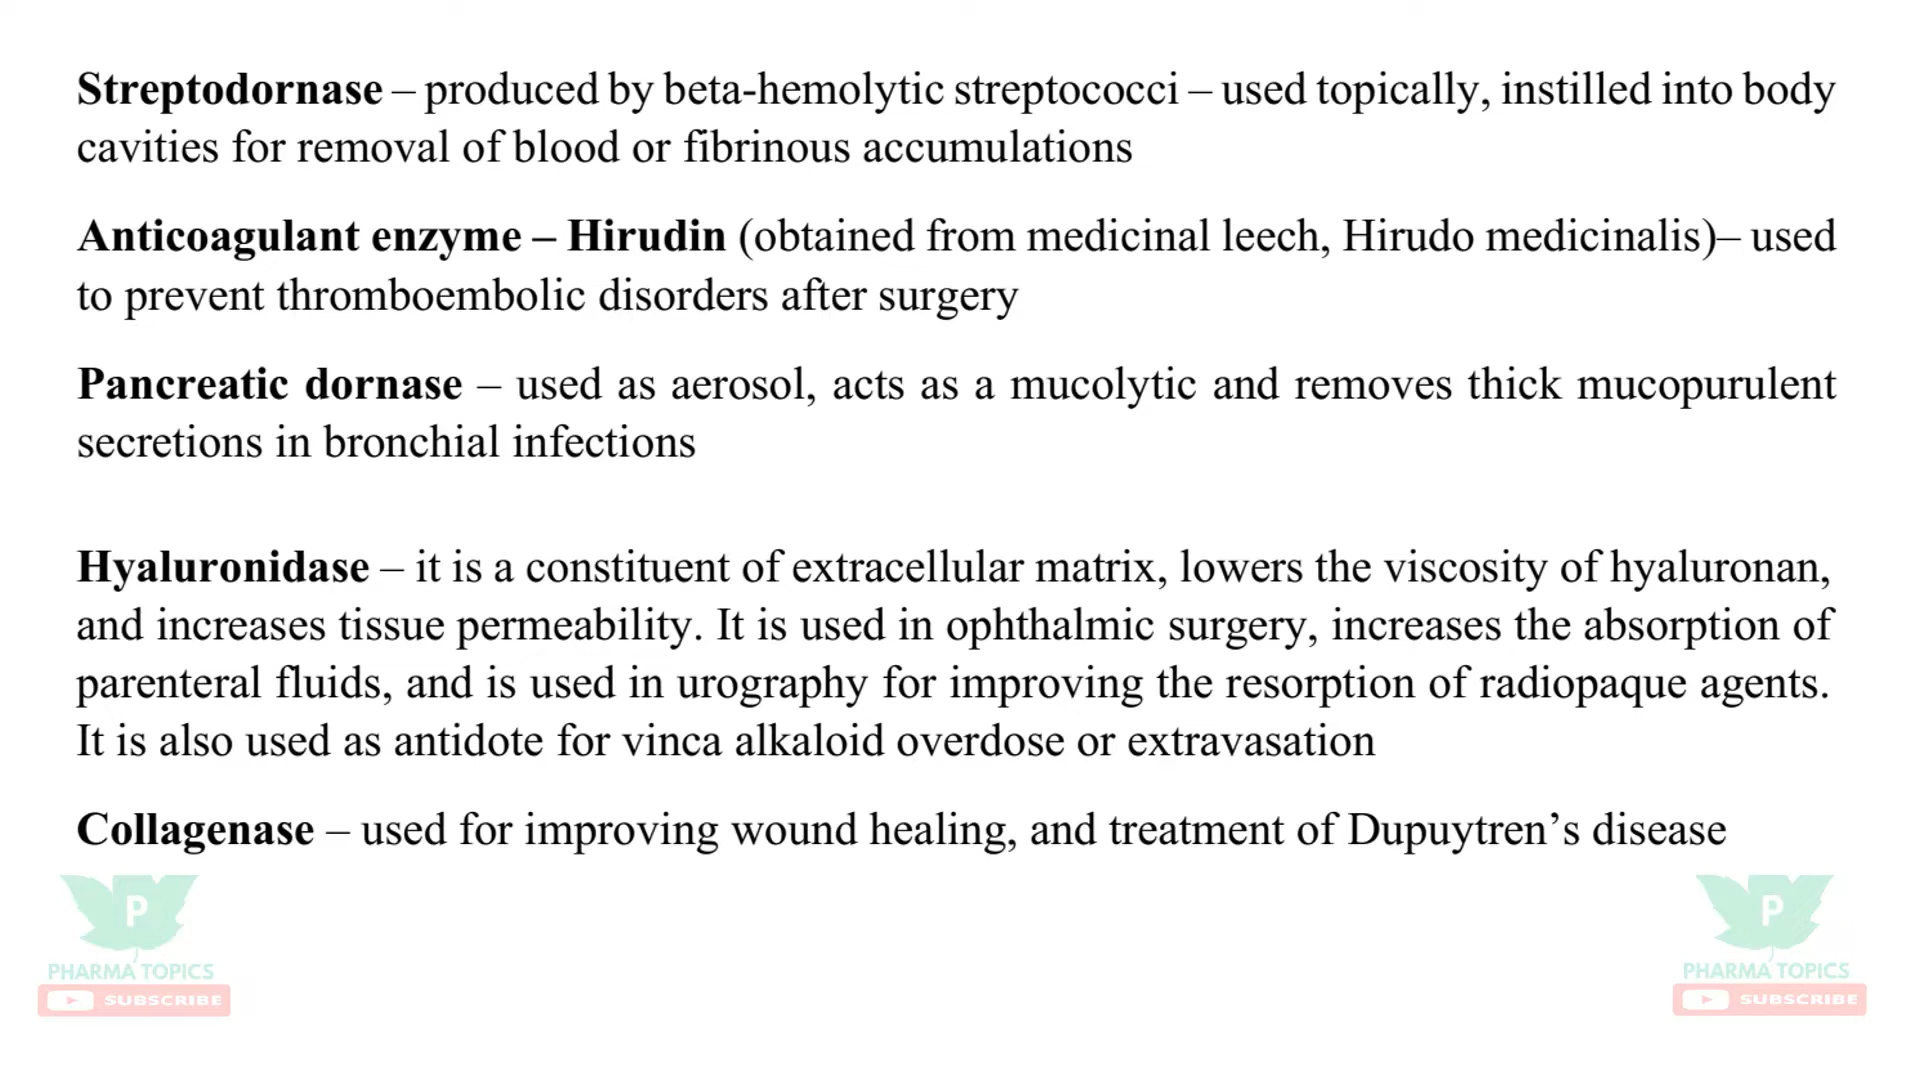 Streptodornase – produced by beta-hemolytic streptococci – used topically, instilled into body
cavities for removal of blood or fibrinous accumulations
Anticoagulant enzyme – Hirudin (obtained from medicinal leech, Hirudo medicinalis)– used
to prevent thromboembolic disorders after surgery
Pancreatic dornase – used as aerosol, acts as a mucolytic and removes thick mucopurulent
secretions in bronchial infections
Hyaluronidase – it is a constituent of extracellular matrix, lowers the viscosity of hyaluronan,
and increases tissue permeability. It is used in ophthalmic surgery, increases the absorption of
parenteral fluids, and is used in urography for improving the resorption of radiopaque agents.
It is also used as antidote for vinca alkaloid overdose or extravasation
Collagenase – used for improving wound healing, and treatment of Dupuytren’s disease
P
PHARMA TOPICS
SUBSCRIBE
P
PHARMA TOPICS
SUBSCRIBE